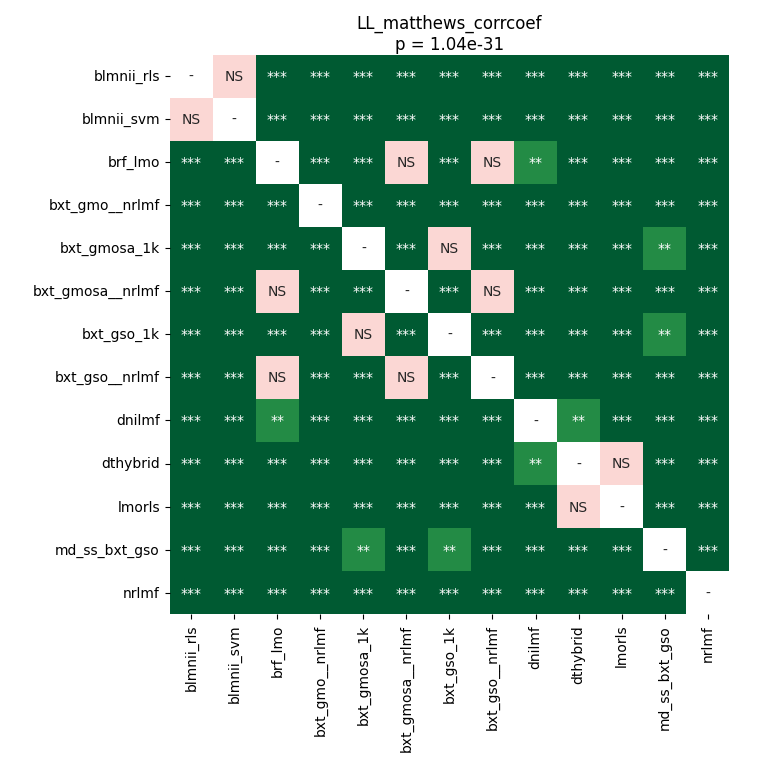 LL_matthews_corrcoef
p = 1.04e-31
blmnii_rls - NS *** *** *** *** *** *** *** *** *** *** ***
blmnii_svm NS - *** *** *** *** *** *** *** *** *** *** ***
brf_lmo *** *** - *** *** NS *** NS ** *** *** *** ***
bxt_gmo__nrlmf *** *** *** - *** *** *** *** *** *** *** *** ***
bxt_gmosa_1k *** *** *** *** - *** NS *** *** *** *** ** ***
bxt_gmosa__nrlmf *** *** NS *** *** - *** NS *** *** *** *** ***
bxt_gso_1k *** *** *** *** NS *** - *** *** *** *** ** ***
bxt_gso__nrlmf *** *** NS *** *** NS *** - *** *** *** *** ***
dnilmf *** *** ** *** *** *** *** *** - ** *** *** ***
dthybrid *** *** *** *** *** *** *** *** ** - NS *** ***
lmorls *** *** *** *** *** *** *** *** *** NS - *** ***
md_ss_bxt_gso *** *** *** *** ** *** ** *** *** *** *** - ***
nrlmf *** *** *** *** *** *** *** *** *** *** *** *** -
blmnii_rls
blmnii_svm
brf_lmo
bxt_gmo__nrlmf
bxt_gmosa_1k
bxt_gmosa__nrlmf
bxt_gso_1k
bxt_gso__nrlmf
dnilmf
dthybrid
lmorls
md_ss_bxt_gso
nrlmf